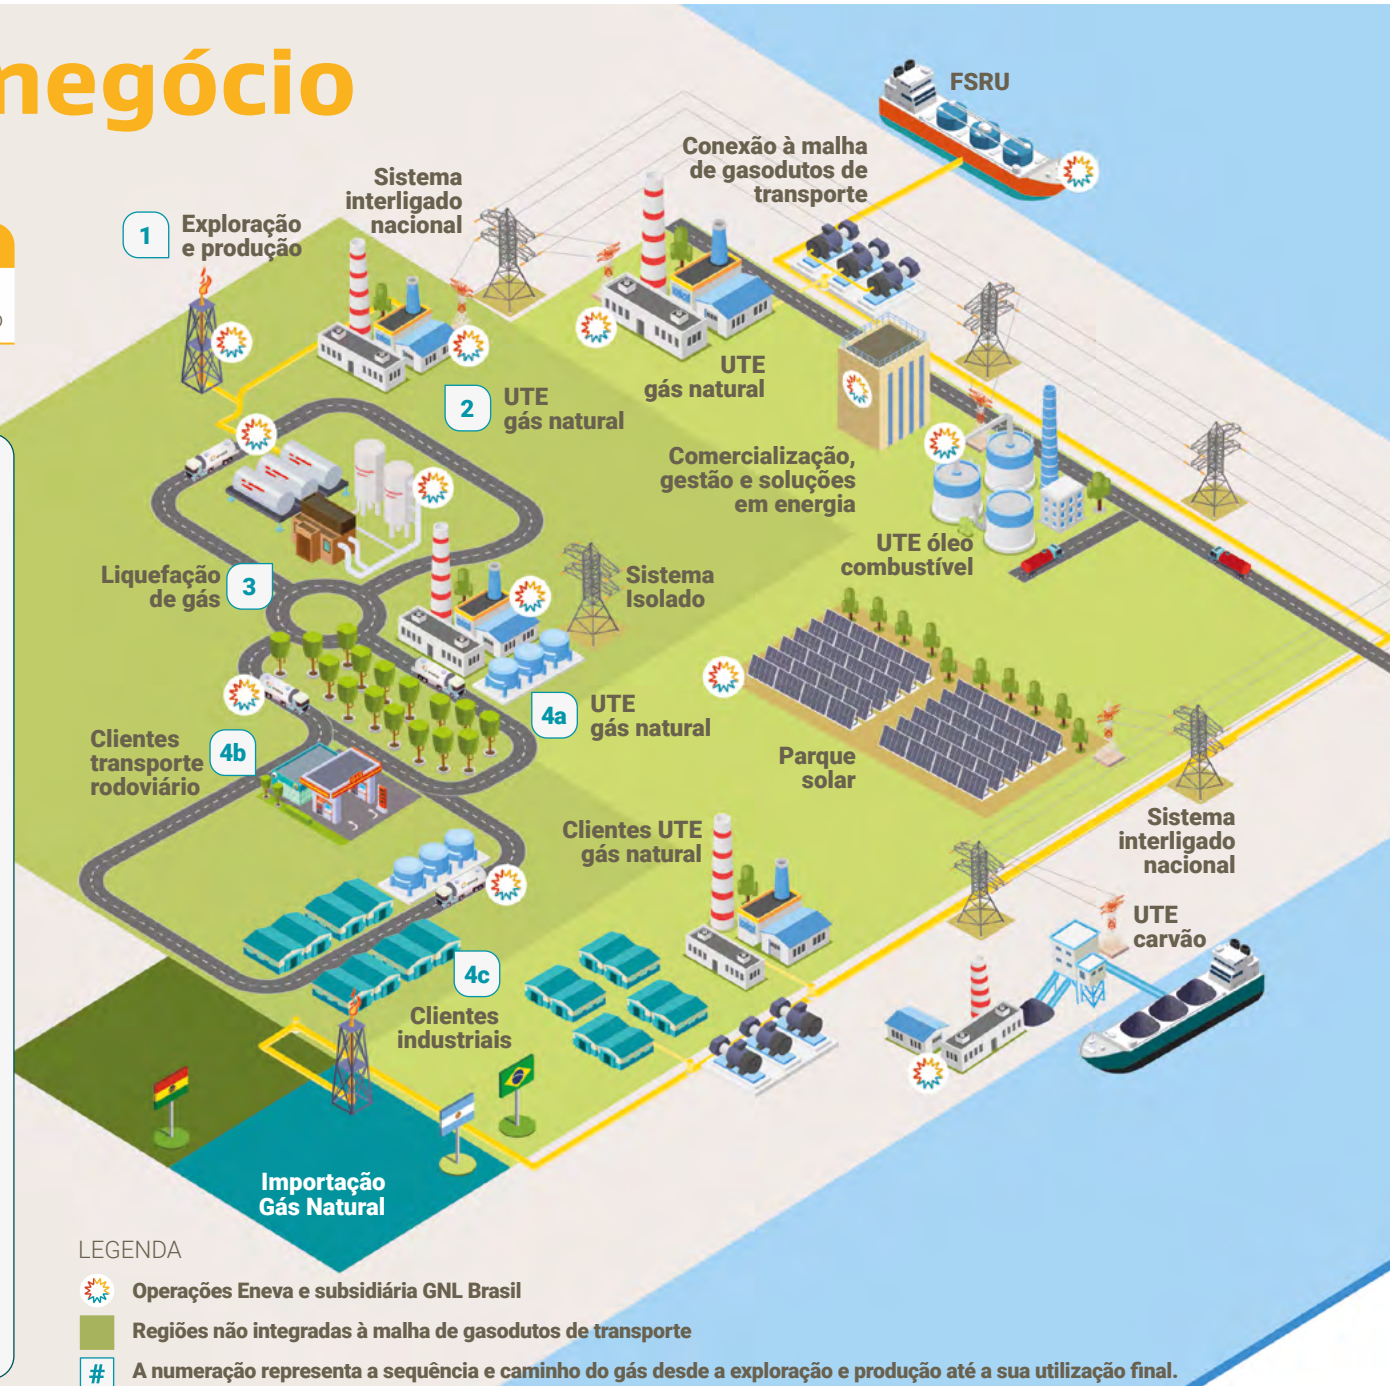 negócio
FSRU
Conexão à malha
de gasodutos de
transporte
Sistema
interligado
nacional
1
Exploração
e produção
UTE
gás natural
2
UTE
gás natural
Comercialização,
gestão e soluções
em energia
UTE óleo
combustível
Liquefação
de gás
3
Sistema
Isolado
4a
UTE
gás natural
Clientes
transporte
rodoviário
4b
Parque
solar
Clientes UTE
gás natural
Sistema
interligado
nacional
UTE
carvão
4c
Clientes
industriais
Importação
Gás Natural
LEGENDA
Operações Eneva e subsidiária GNL Brasil
Regiões não integradas à malha de gasodutos de transporte
#
A numeração representa a sequência e caminho do gás desde a exploração e produção até a sua utilização final.